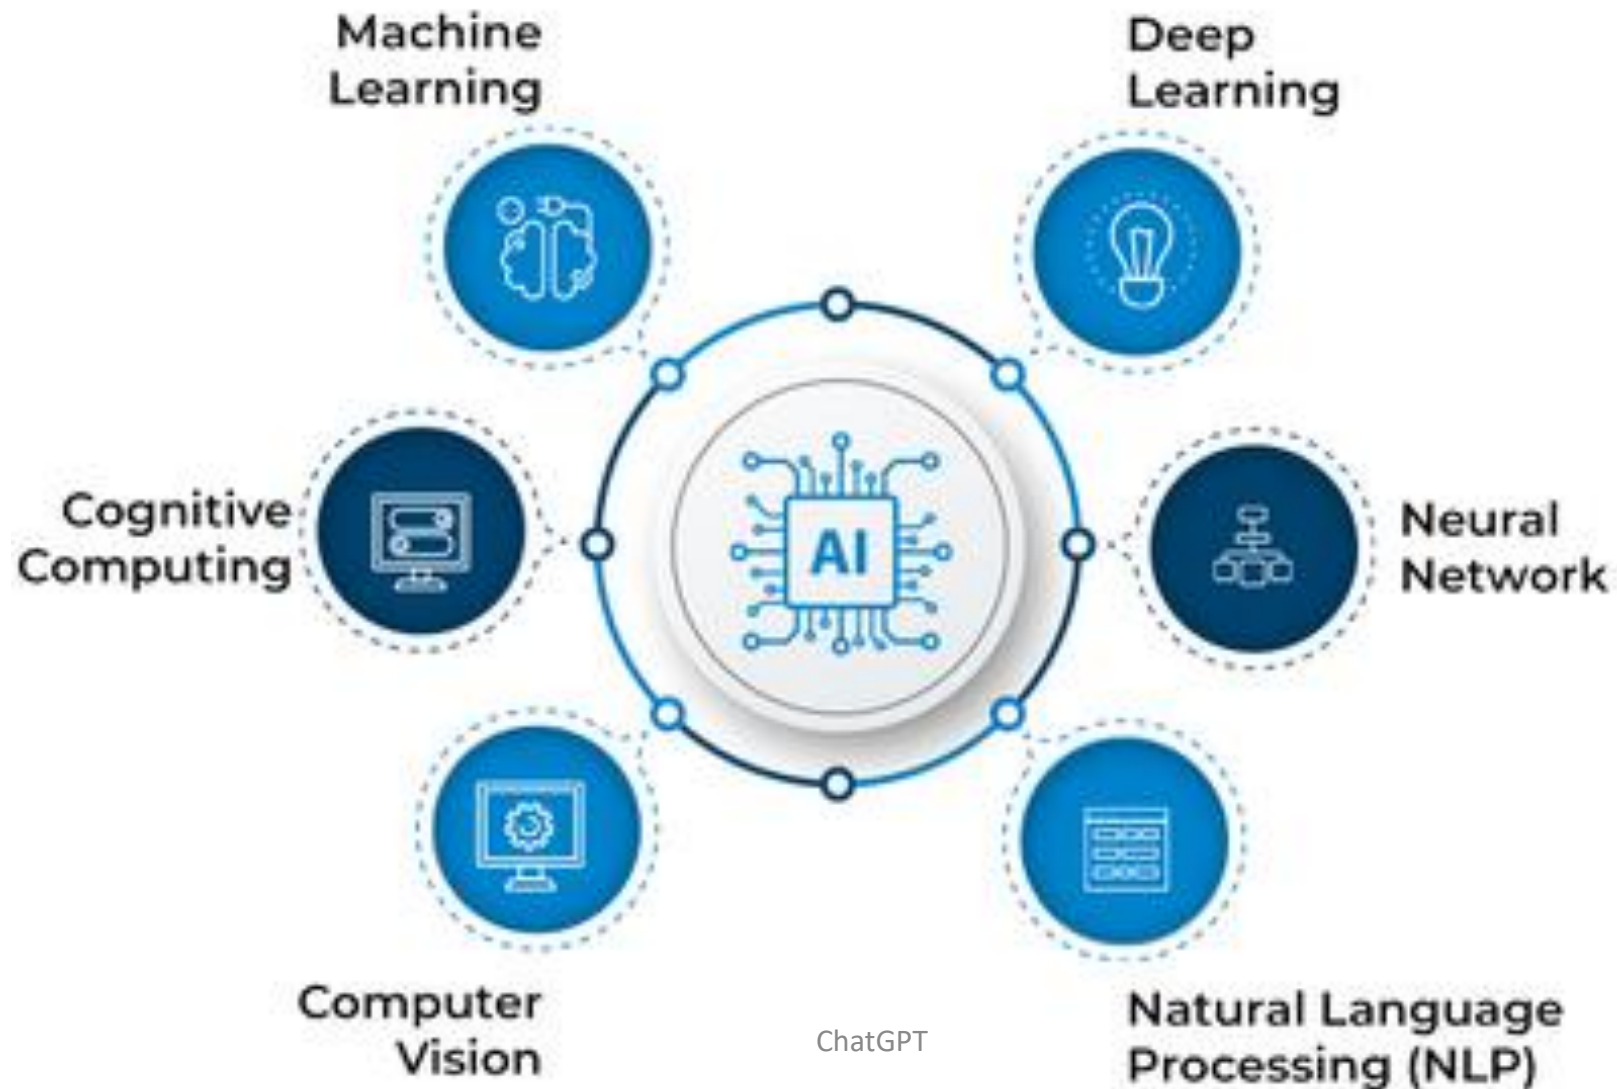 Machine
Learning
Deep
Learning
AI
Cognitive
Computing
Neural
Network
Computer
Vision
ChatGPT
Natural Language
Processing (NLP)